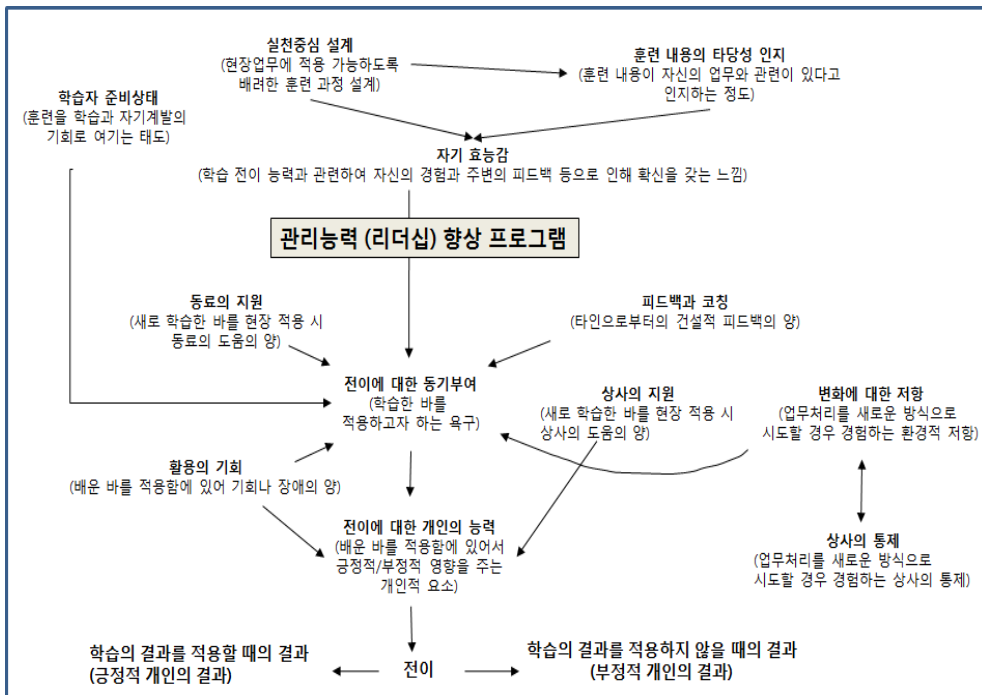 실천중심 설계
(현장업무에 적용 가능하도록
배려한 훈련 과정 설계)
훈련 내용의 타당성 인지
(훈련 내용이 자신의 업무와 관련이 있다고
인지하는 정도)
학습자 준비상태
(훈련을 학습과 자기계발의
기회로 여기는 태도)
자기 효능감
(학습 전이 능력과 관련하여 자신의 경험과 주변의 피드백 등으로 인해 확신을 갖는 느낌)
관리능력 (리더십) 향상 프로그램
동료의 지원
(새로 학습한 바를 현장 적용 시
동료의 도움의 양)
피드백과 코칭
(타인으로부터의 건설적 피드백의 양)
전이에 대한 동기부여
(학습한 바를
적용하고자 하는 욕구)
상사의 지원
(새로 학습한 바를 현장 적용 시
상사의 도움의 양)
변화에 대한 저항
(업무처리를 새로운 방식으로
시도할 경우 경험하는 환경적 저항)
활용의 기회
(배운 바를 적용함에 있어 기회나 장애의 양)
전이에 대한 개인의 능력
(배운 바를 적용함에 있어서
긍정적/부정적 영향을 주는
개인적 요소)
상사의 통제
(업무처리를 새로운 방식으로
시도할 경우 경험하는 상사의 통제)
학습의 결과를 적용할 때의 결과
(긍정적 개인의 결과)
전이
학습의 결과를 적용하지 않을 때의 결과
(부정적 개인의 결과)